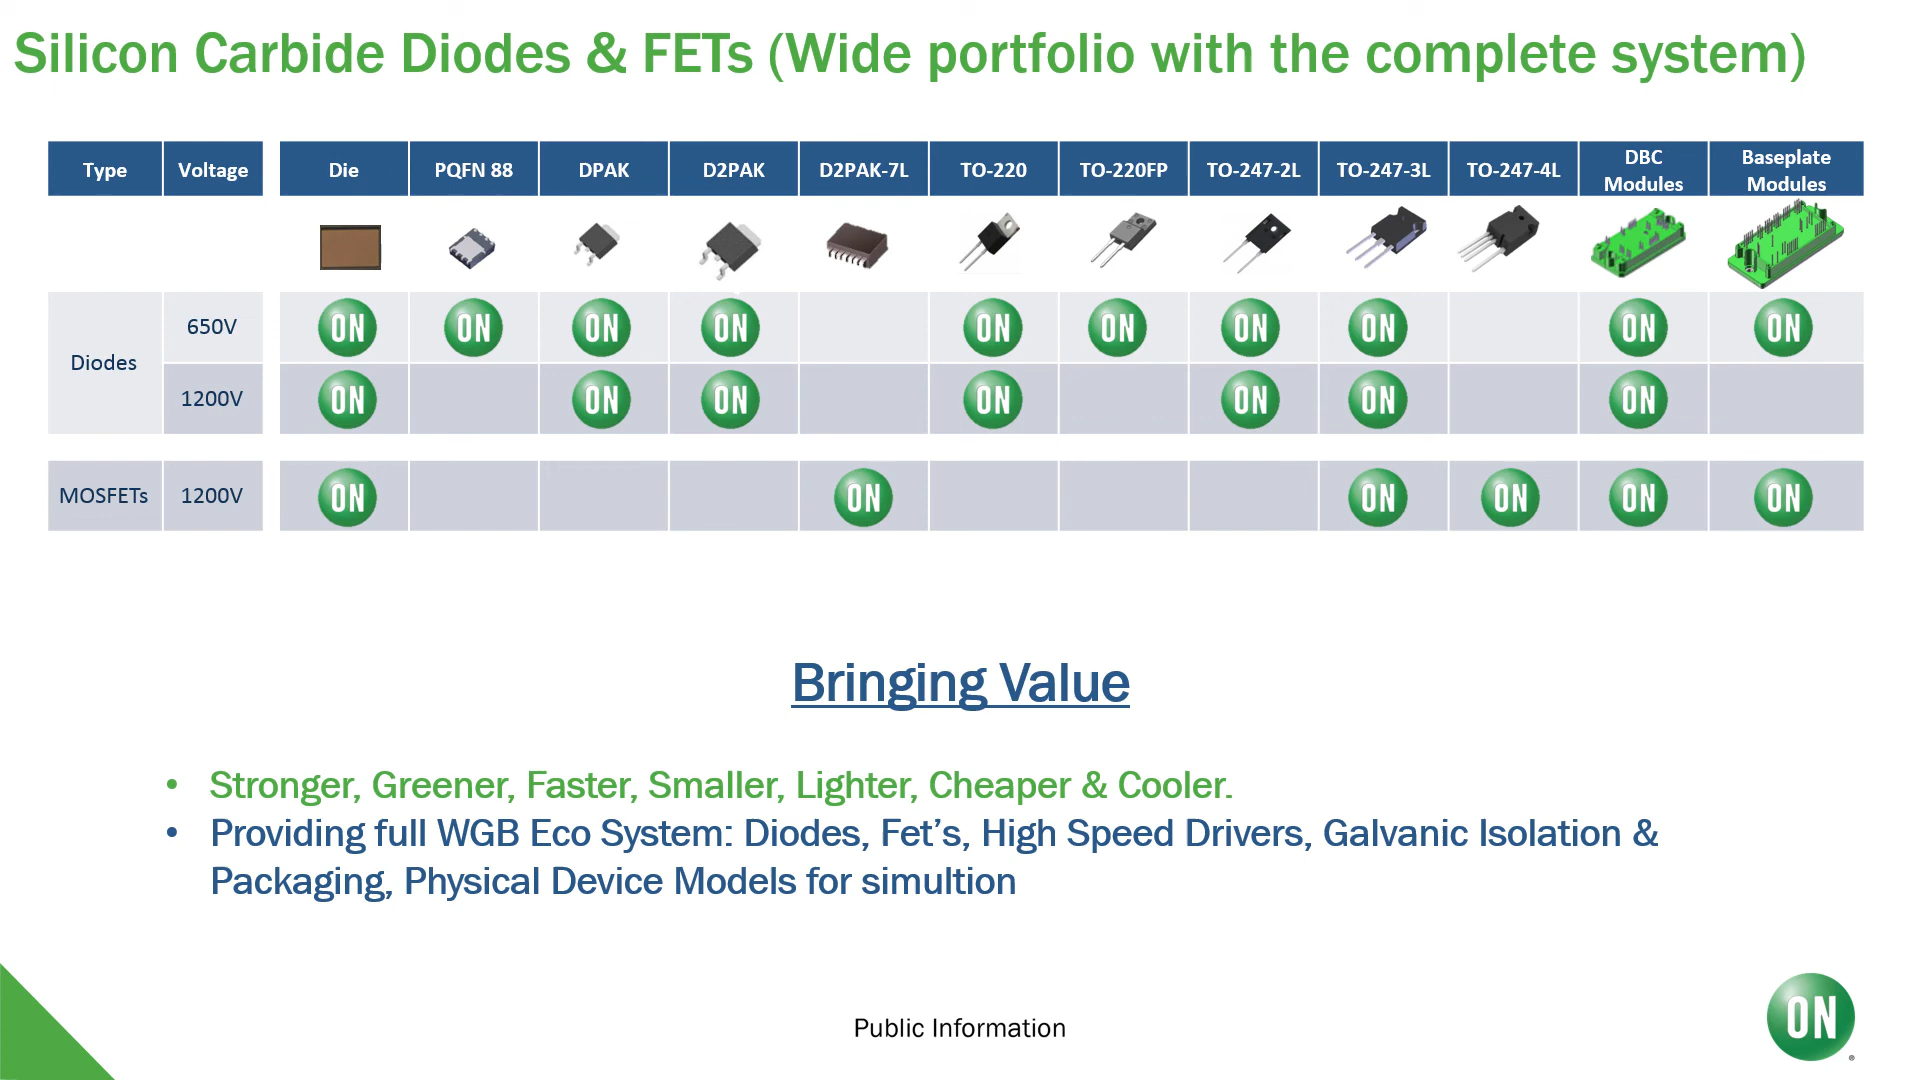 Silicon Carbide Diodes & FETs (Wide portfolio with the complete system)
Type Voltage Die PQFN 88 DPAK D2PAK D2PAK-7L TO-220 TO-220FP TO-247-2L TO-247-3L TO-247-4L DBC Modules Baseplate Modules
Diodes
650V ON ON ON ON ON ON ON ON ON ON
1200V ON ON ON ON ON ON ON
MOSFETs 1200V ON ON ON ON ON ON
Bringing Value
• Stronger, Greener, Faster, Smaller, Lighter, Cheaper & Cooler.
• Providing full WGB Eco System: Diodes, Fet’s, High Speed Drivers, Galvanic Isolation &
Packaging, Physical Device Models for simultion
Public Information
ON®